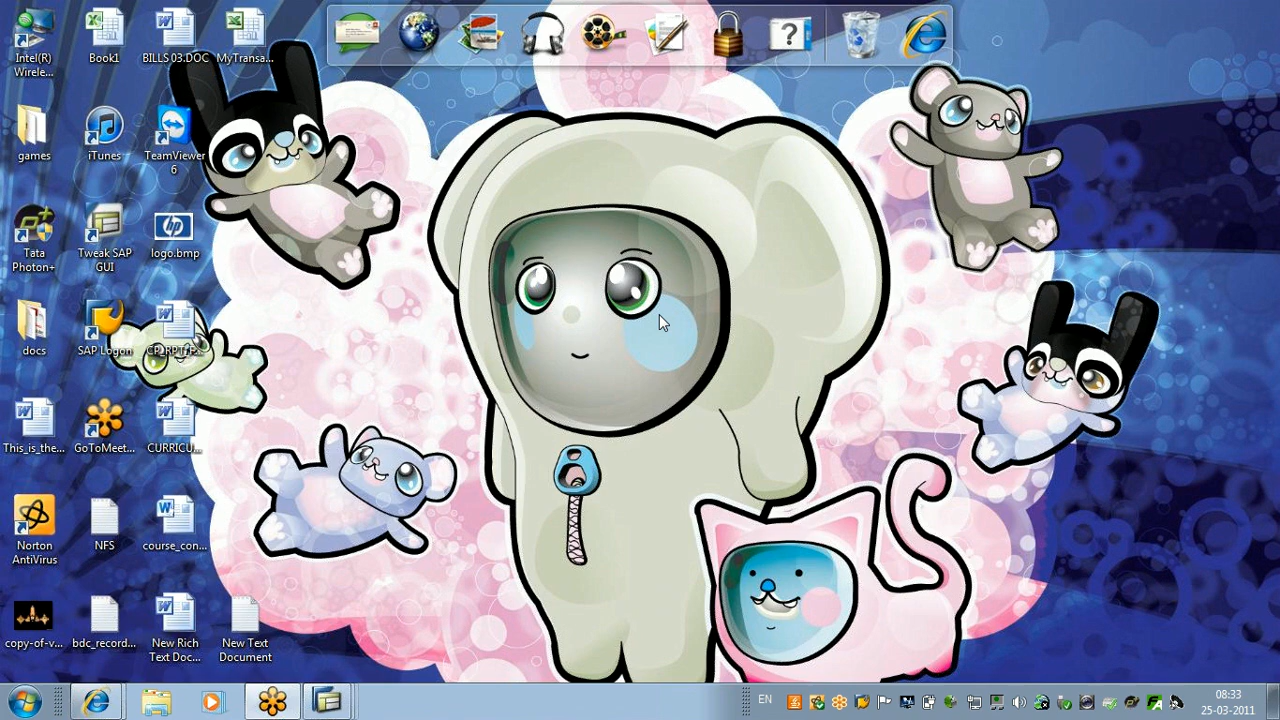 Intel(R)
Wirele...
Book1
BILLS 03.DOC
MyTransa...
games
iTunes
TeamViewer
6
Tata
Photon+
Tweak SAP
GUI
hp
logo.bmp
docs
SAP Logon
This_is_the...
GoToMeet...
CURRICU...
Norton
AntiVirus
NFS
course_con...
copy-of-v...
bdc_record...
New Rich
Text Doc...
New Text
Document
?
EN
08:33
25-03-2011